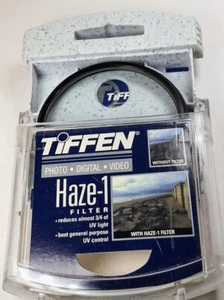 TIFF
TIFFEN
PHOTO • DIGITAL • VIDEO
Haze-1
FILTER
• reduces almost 3/4 of
UV light
• best general purpose
UV control
WITHOUT FILTER
WITH HAZE-1 FILTER